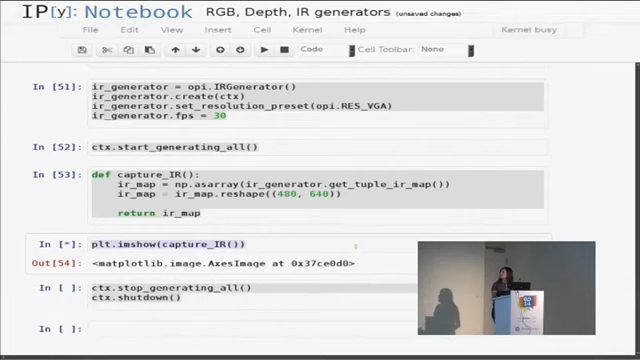 IP[y]: Notebook
RGB, Depth, IR generators (unsaved changes)
File Edit View Insert Cell Kernel Help
Kernel busy
Code
Cell Toolbar: None
In [51]: ir_generator = opi.IRGenerator()
ir_generator.create(ctx)
ir_generator.set_resolution_preset(opi.RES_VGA)
ir_generator.fps = 30
In [52]: ctx.start_generating_all()
In [53]: def capture_IR():
ir_map = np.asarray(ir_generator.get_tuple_ir_map())
ir_map = ir_map.reshape((480, 640))
return ir_map
In [*]: plt.imshow(capture_IR())
Out[54]: <matplotlib.image.AxesImage at 0x37ce0d0>
In [ ]: ctx.stop_generating_all()
ctx.shutdown()
In [ ]: